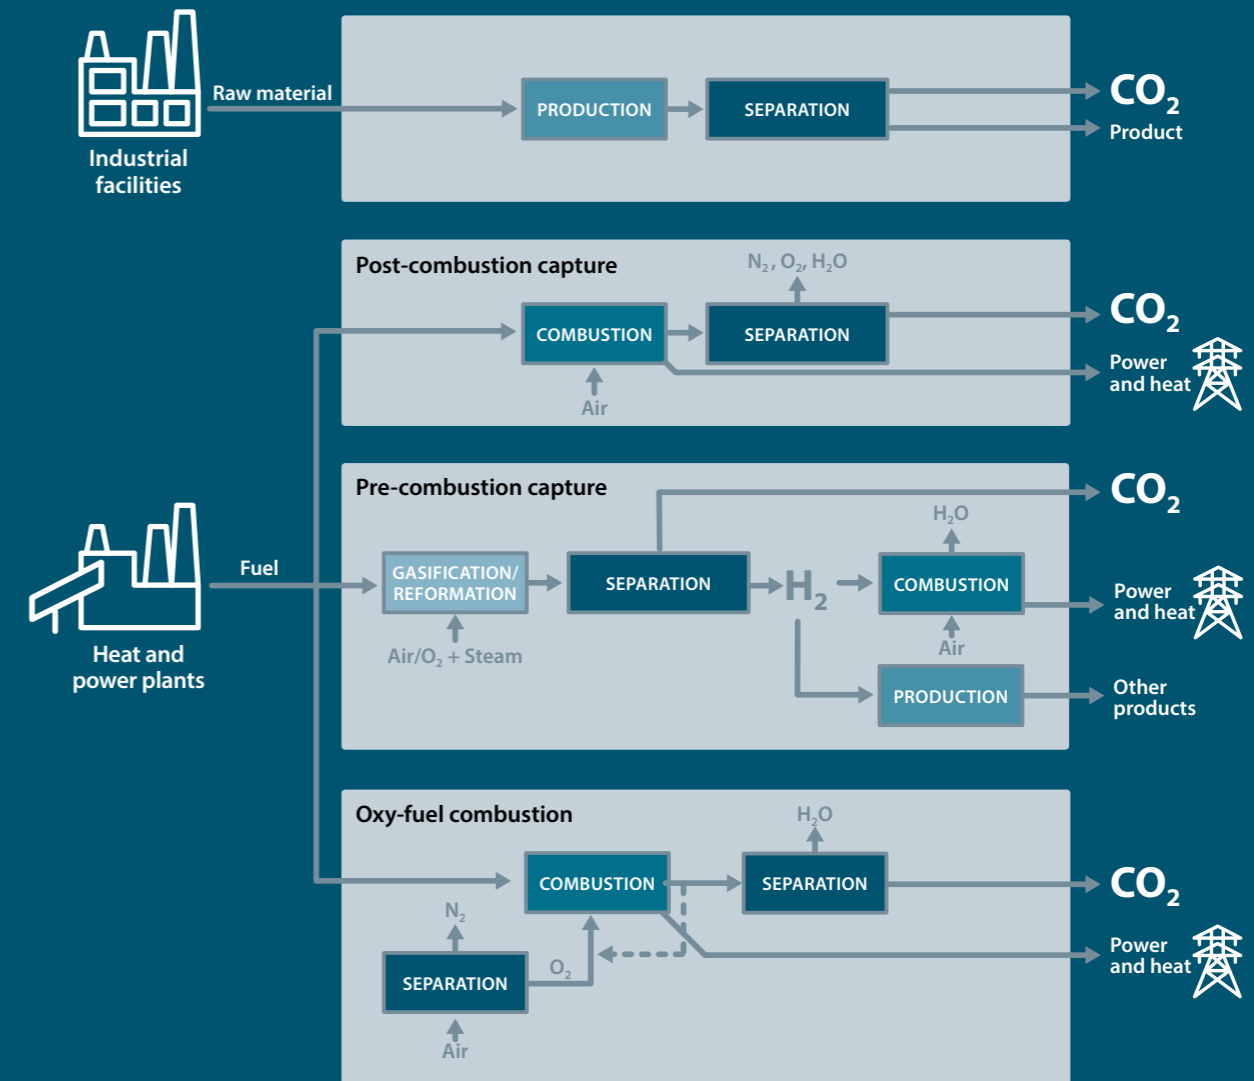 Raw material
Industrial
facilities
PRODUCTION
SEPARATION
CO₂
Product
Post-combustion capture
N₂, O₂, H₂O
COMBUSTION
SEPARATION
Air
CO₂
Power
and heat
Heat and
power plants
Fuel
Pre-combustion capture
GASIFICATION/
REFORMATION
Air/O₂ + Steam
SEPARATION
H₂
H₂O
COMBUSTION
Air
PRODUCTION
CO₂
Power
and heat
Other
products
Oxy-fuel combustion
H₂O
COMBUSTION
SEPARATION
N₂
SEPARATION
O₂
Air
CO₂
Power
and heat